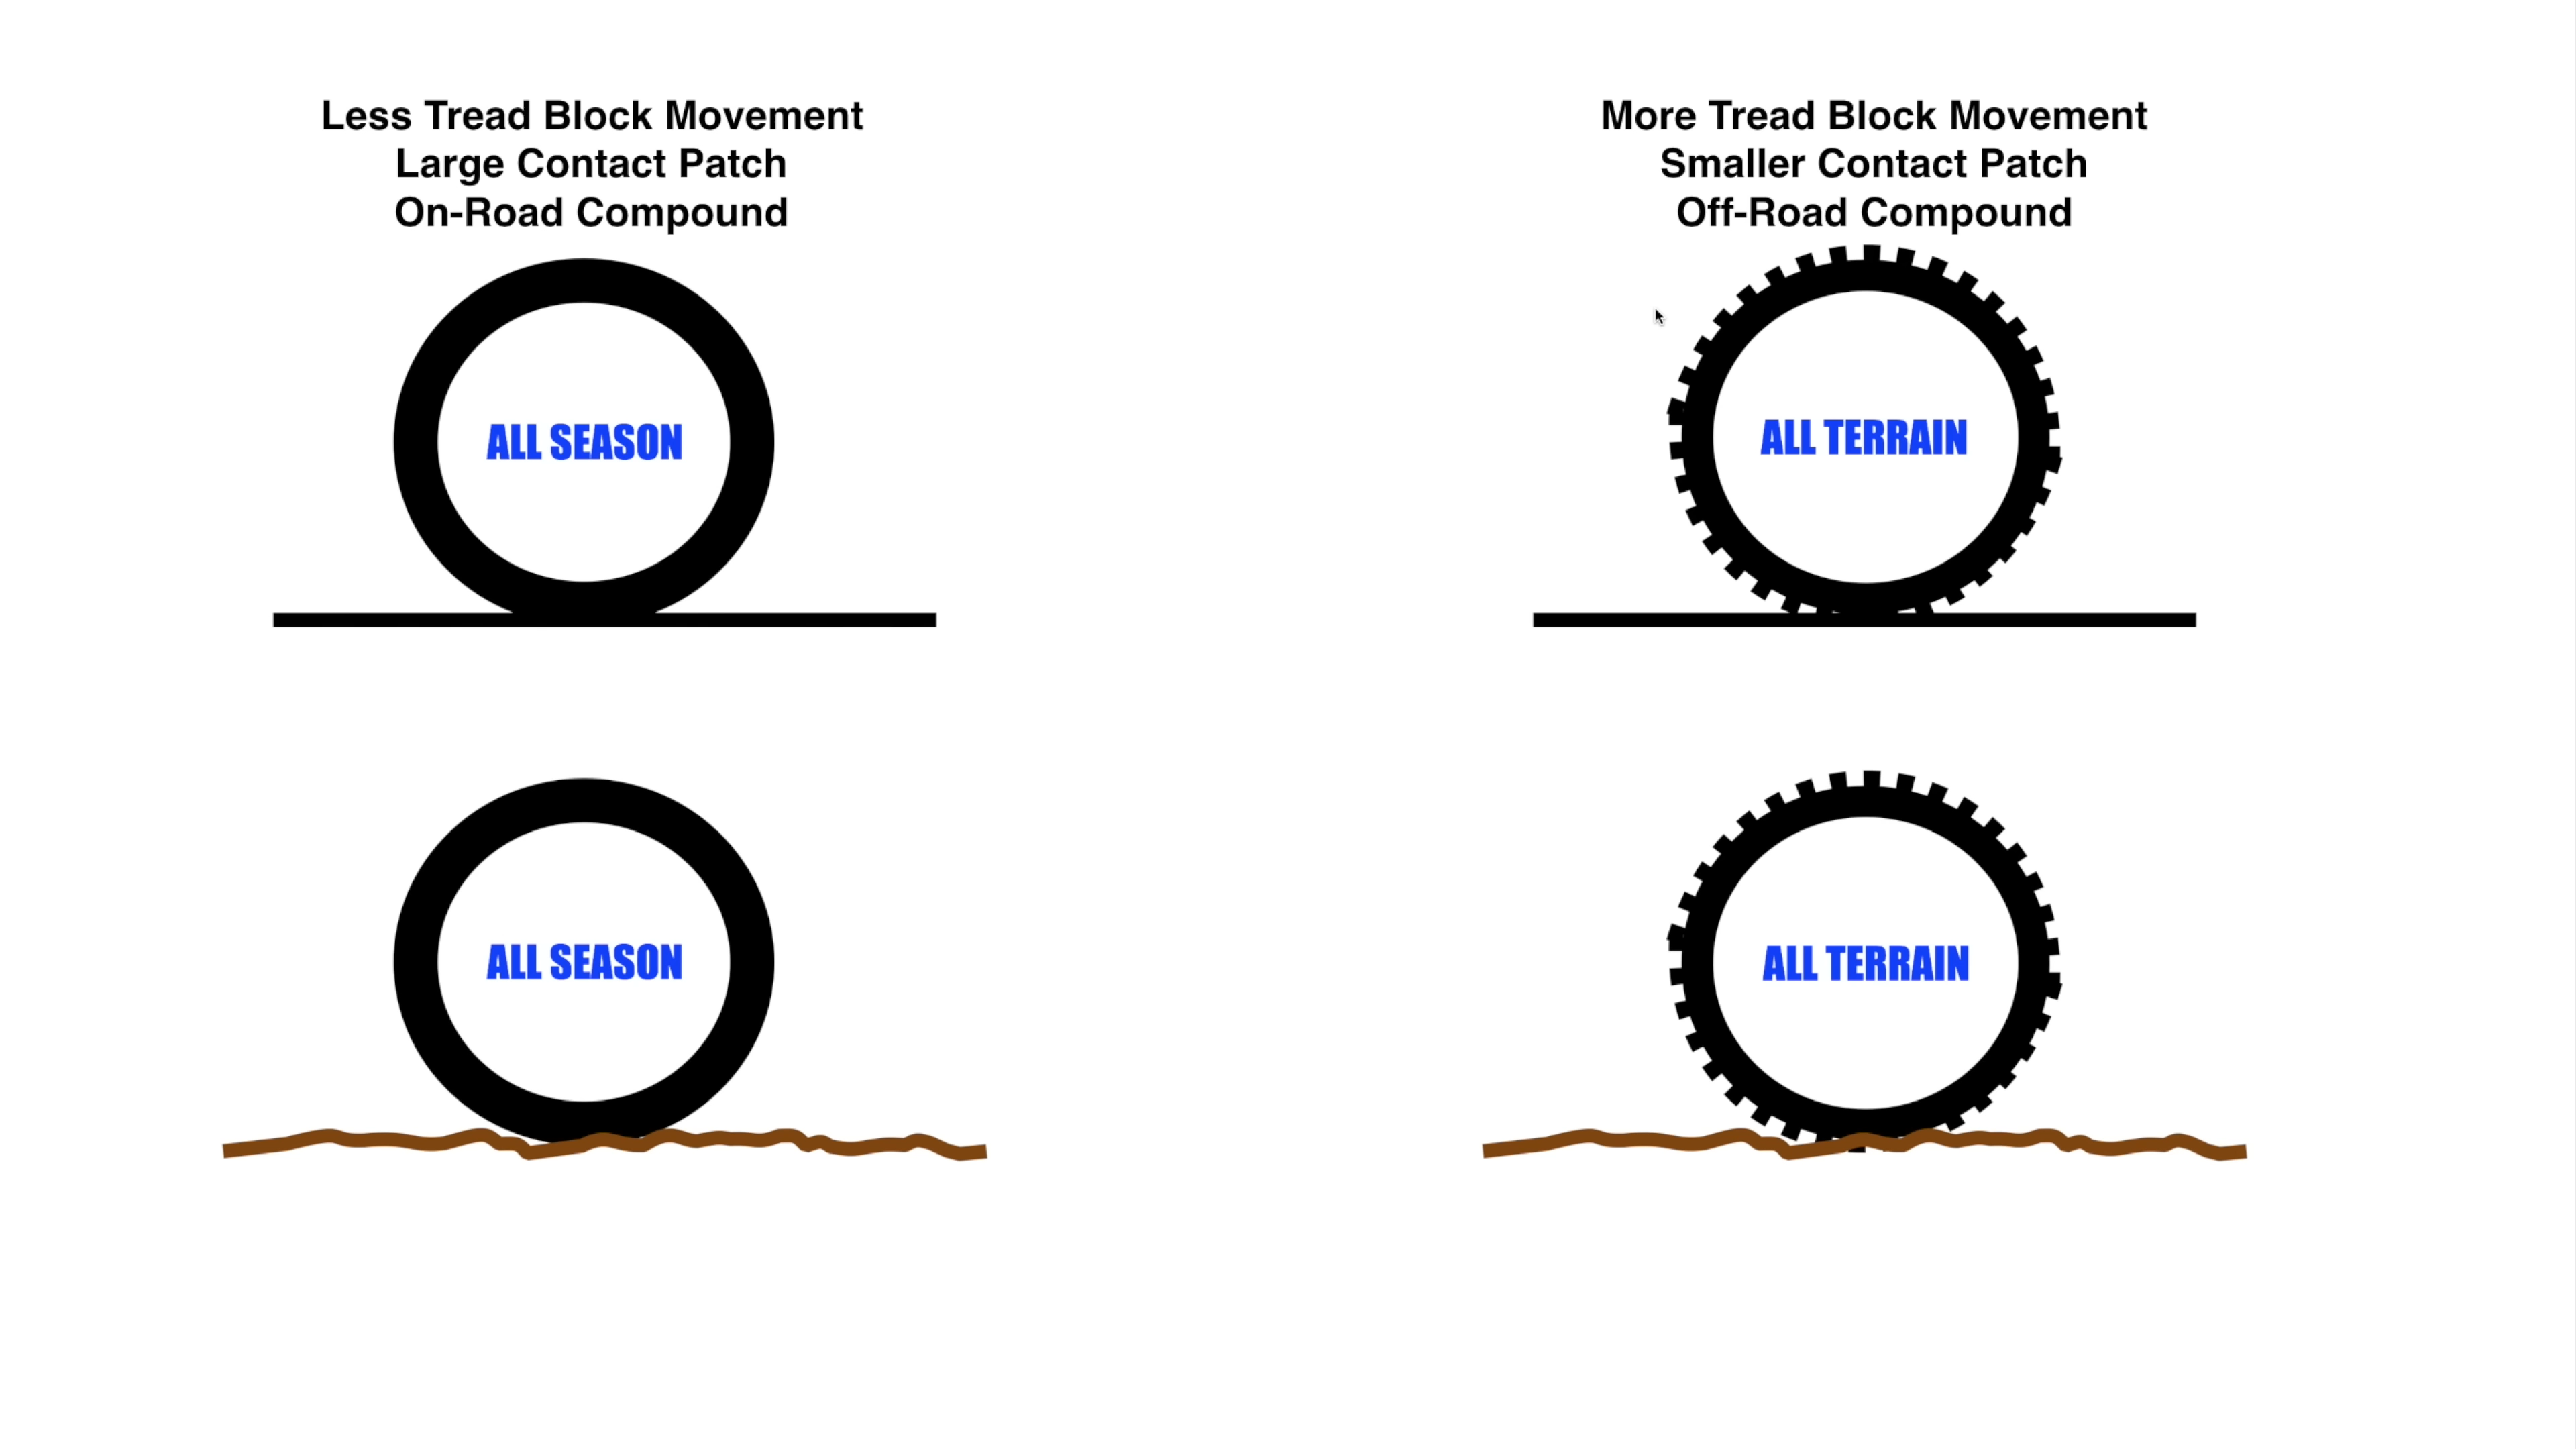 Less Tread Block Movement
Large Contact Patch
On-Road Compound
More Tread Block Movement
Smaller Contact Patch
Off-Road Compound
ALL SEASON
ALL TERRAIN
ALL SEASON
ALL TERRAIN